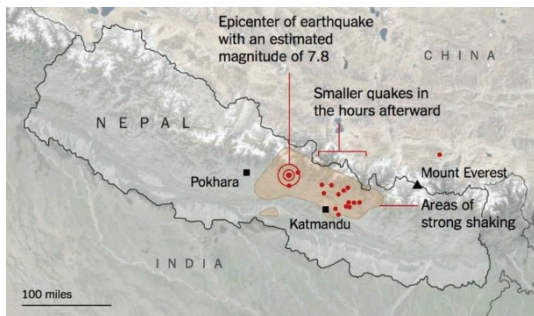 Epicenter of earthquake
with an estimated
magnitude of 7.8
CHINA
Smaller quakes in
the hours afterward
NEPAL
Mount Everest
Pokhara
Areas of
strong shaking
Katmandu
INDIA
100 miles